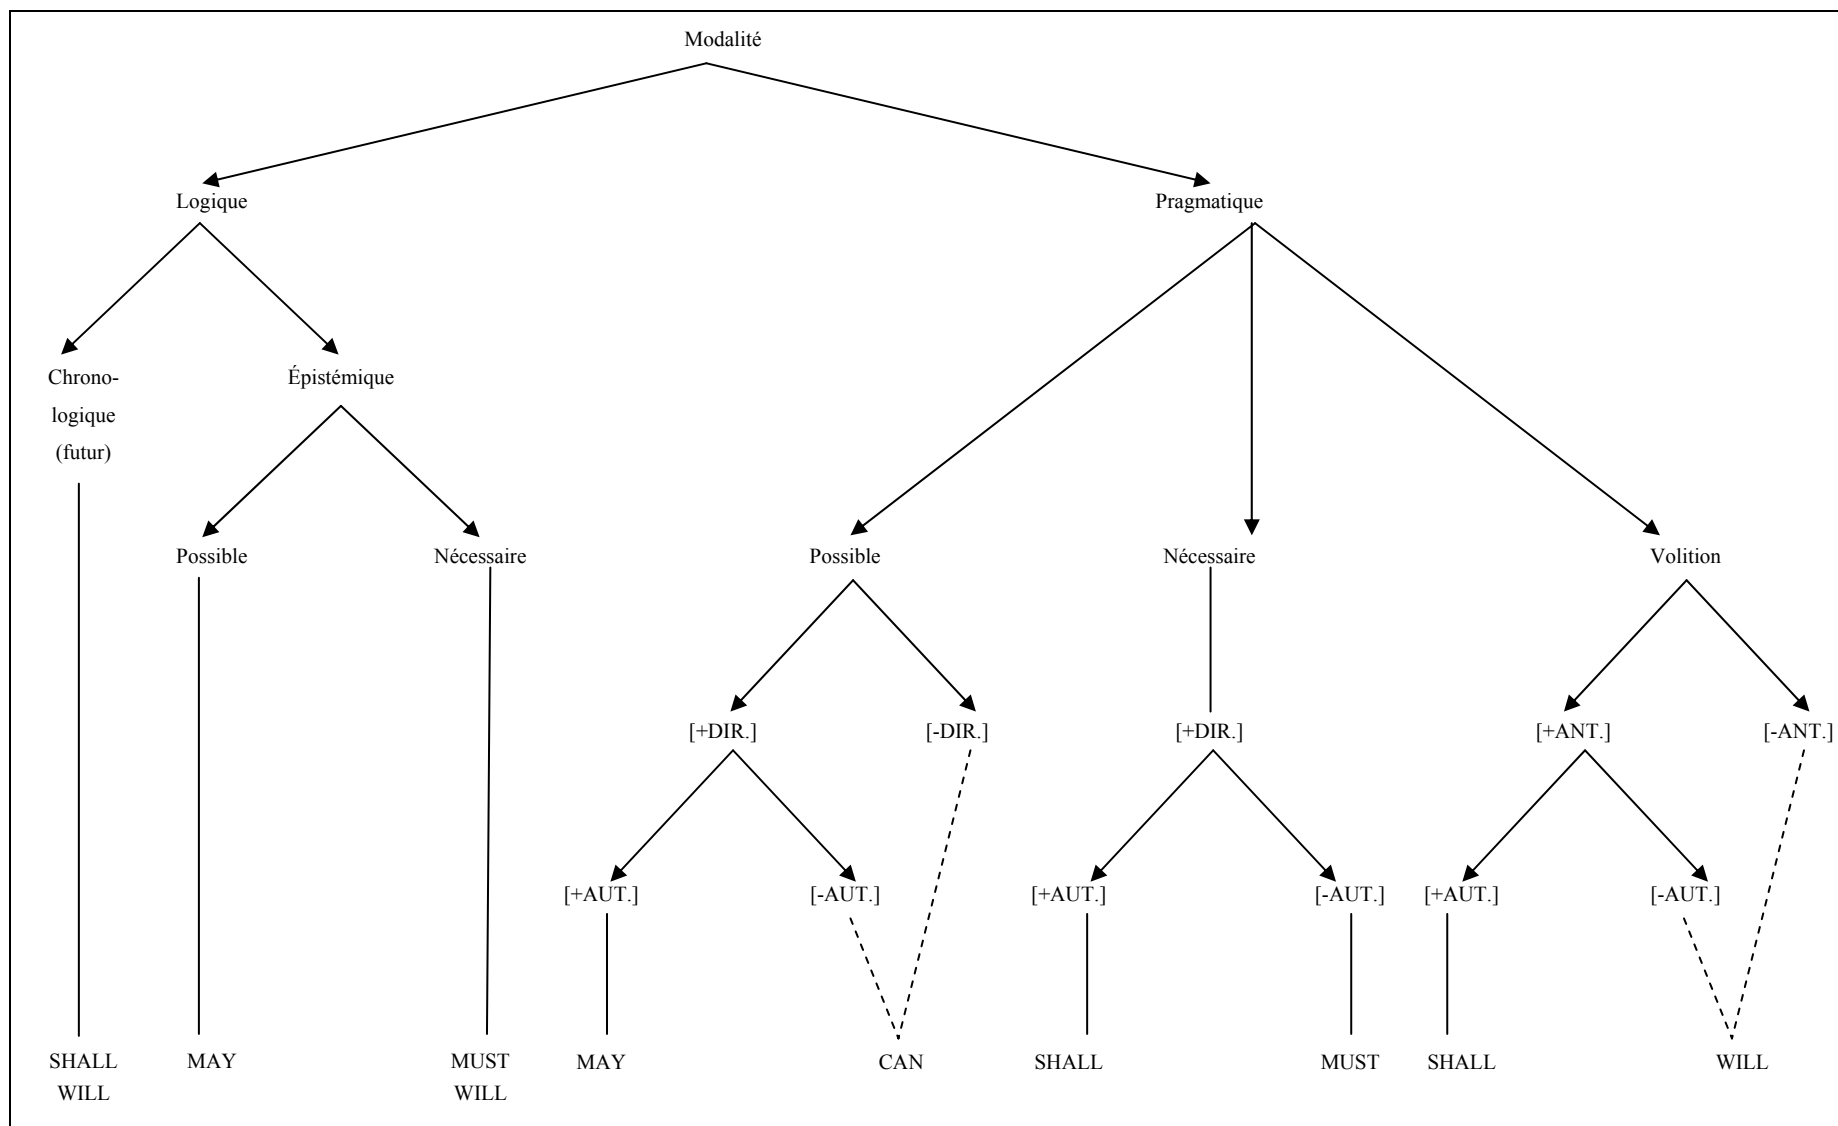 Modalité
Logique Pragmatique
Chrono- Épistémique
logique
(futur)
Possible Nécessaire Possible Nécessaire Volition
[+DIR.] [-DIR.] [+DIR.] [+ANT.] [-ANT.]
[+AUT.] [-AUT.] [+AUT.] [-AUT.] [+AUT.] [-AUT.]
SHALL MAY MUST MAY CAN SHALL MUST SHALL WILL
WILL WILL